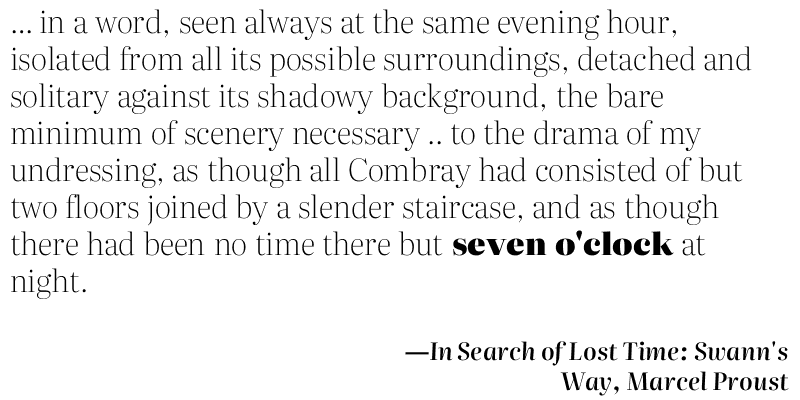 ... in a word, seen always at the same evening hour,
isolated from all its possible surroundings, detached and
solitary against its shadowy background, the bare
minimum of scenery necessary .. to the drama of my
undressing, as though all Combray had consisted of but
two floors joined by a slender staircase, and as though
there had been no time there but seven o'clock at
night.
—In Search of Lost Time: Swann's
Way, Marcel Proust